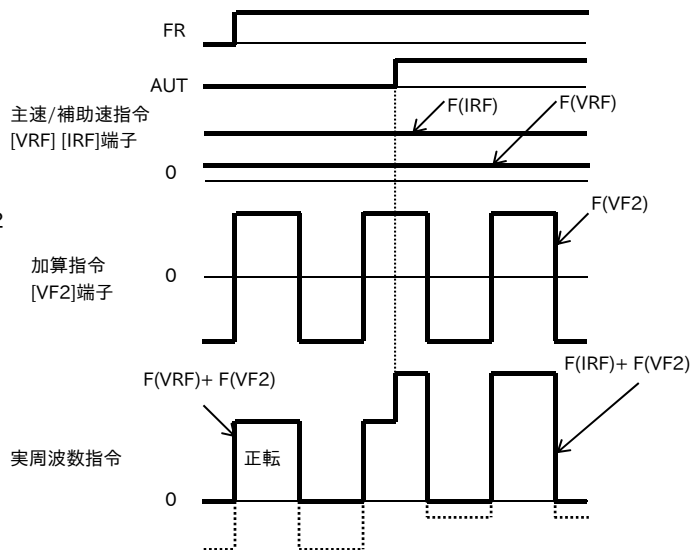 FR
AUT
F(IRF)
F(VRF)
主速/補助速指令
[VRF] [IRF]端子
0
2
F(VF2)
加算指令
[VF2]端子
0
F(VRF)+ F(VF2)
F(IRF)+ F(VF2)
実周波数指令
正転
0